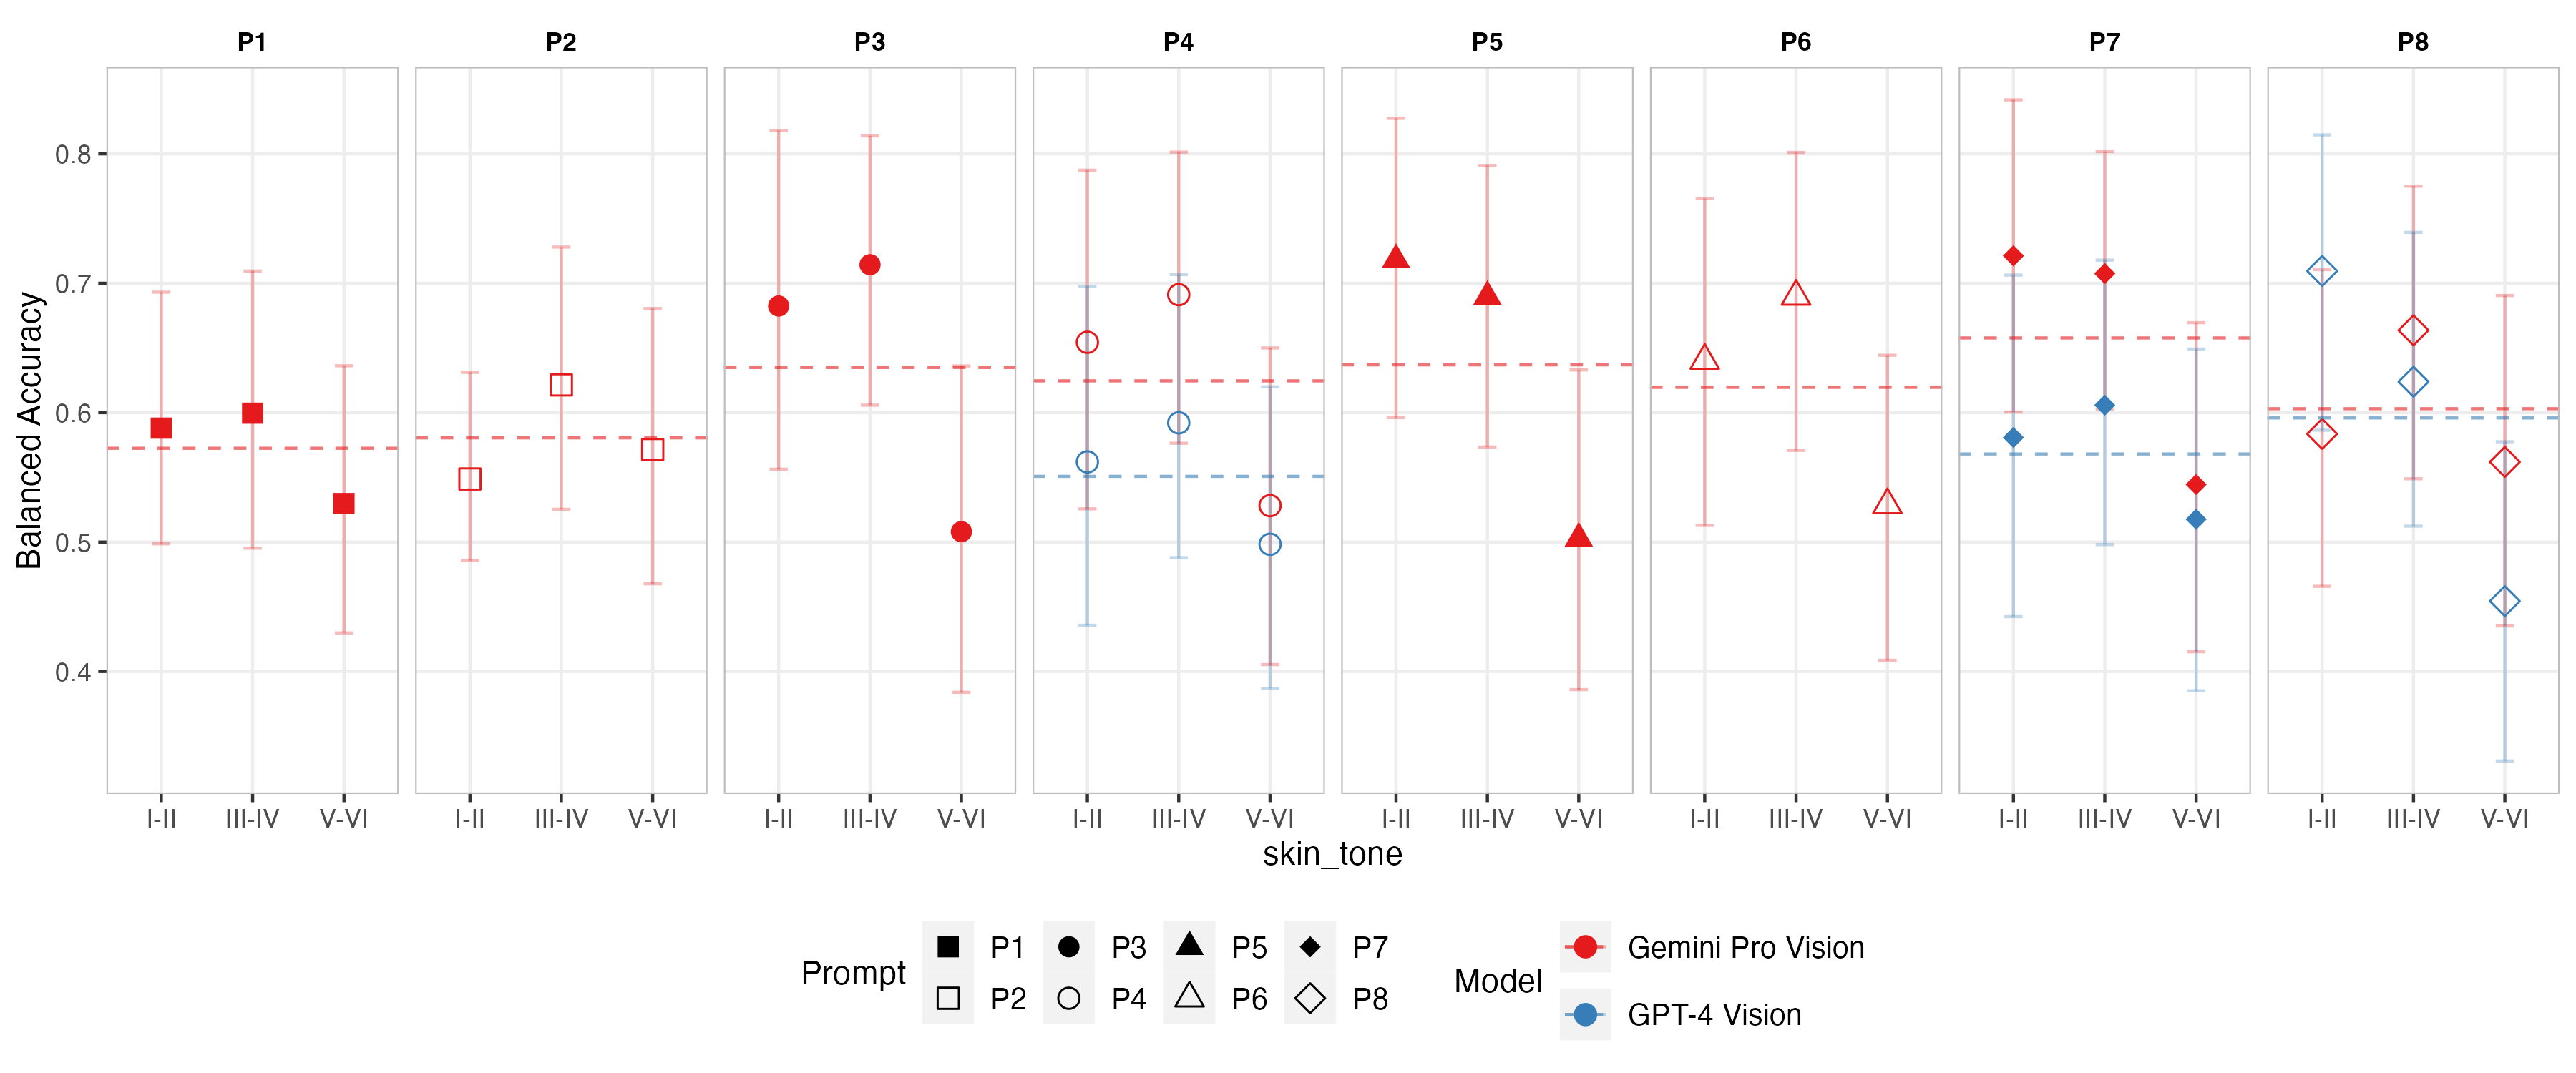 P1 P2 P3 P4 P5 P6 P7 P8
Balanced Accuracy
0.8
0.7
0.6
0.5
0.4
I-II III-IV V-VI I-II III-IV V-VI I-II III-IV V-VI I-II III-IV V-VI I-II III-IV V-VI I-II III-IV V-VI I-II III-IV V-VI I-II III-IV V-VI
skin_tone
Prompt
P1 P3 P5 P7
P2 P4 P6 P8
Model
Gemini Pro Vision
GPT-4 Vision